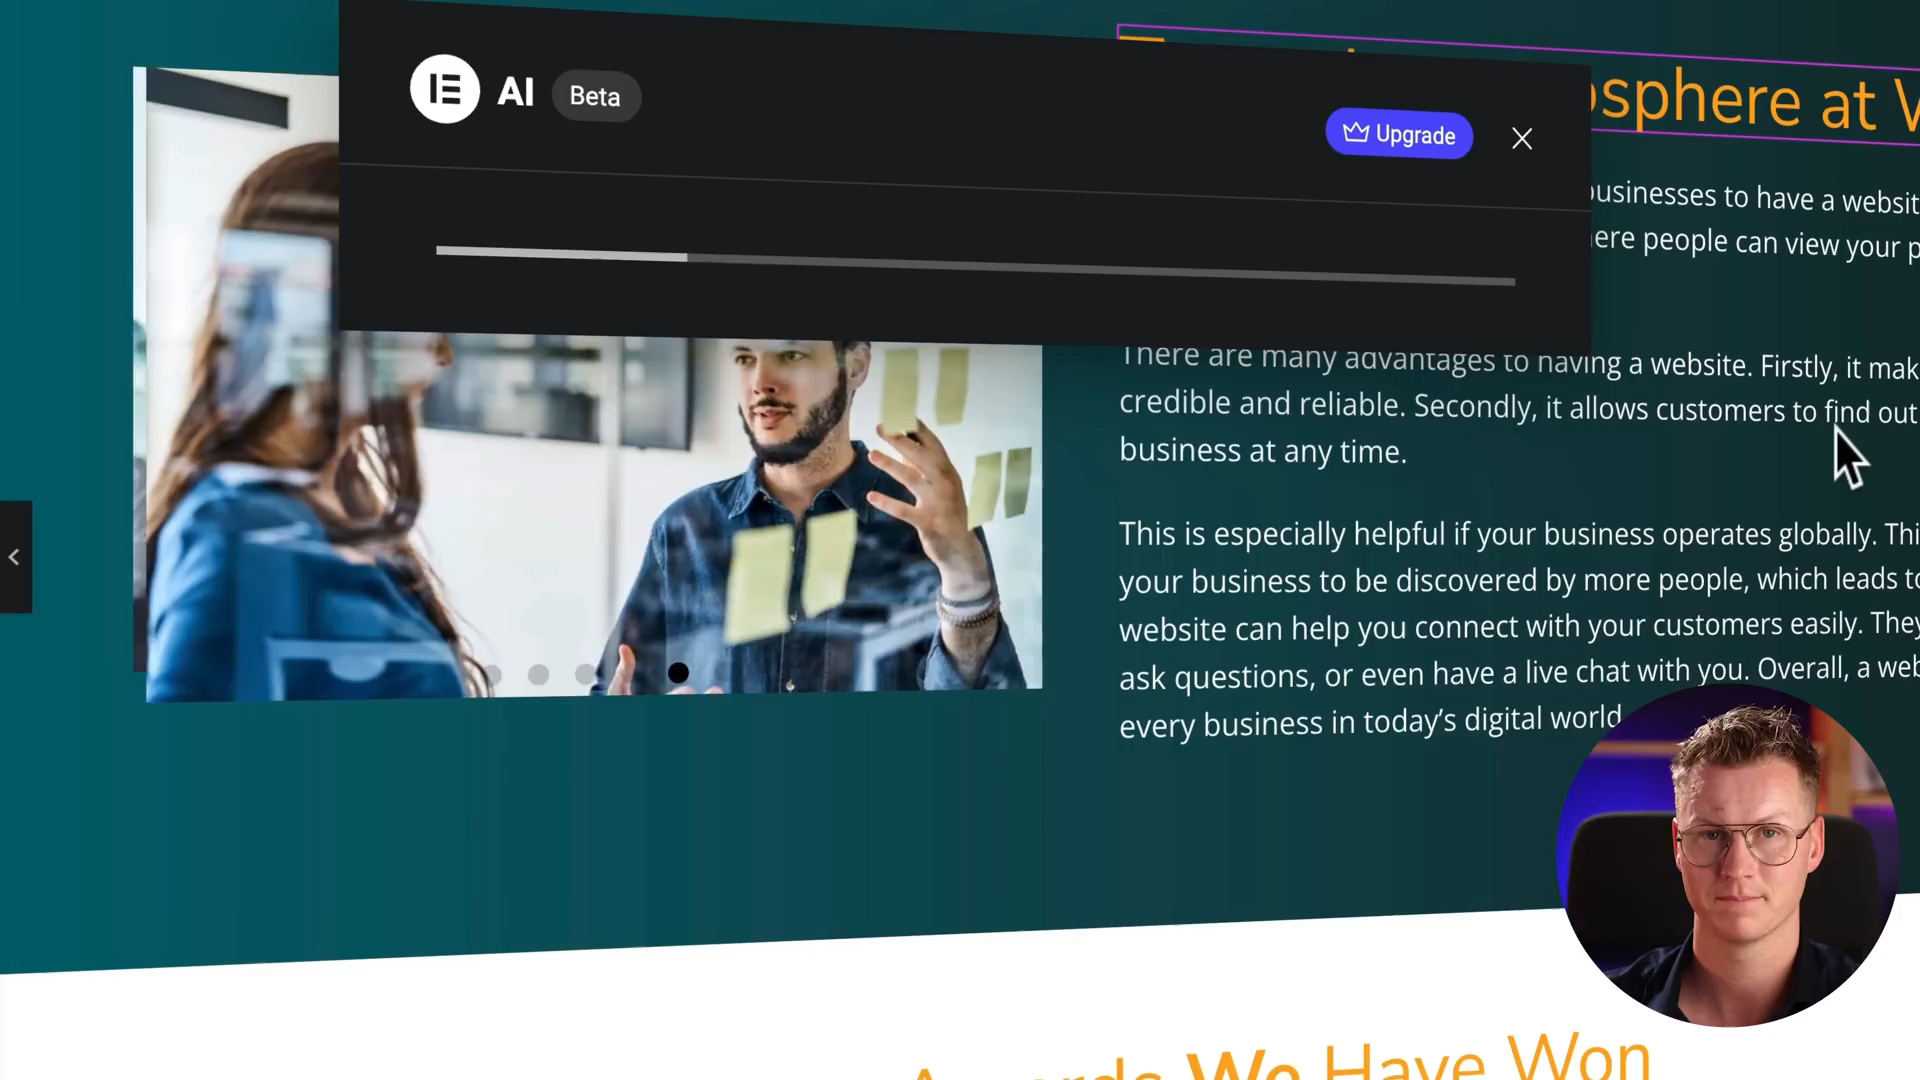 AI Beta
Upgrade
osphere at W
businesses to have a websit
ere people can view your p
There are many advantages to having a website. Firstly, it mak
credible and reliable. Secondly, it allows customers to find out
business at any time.
This is especially helpful if your business operates globally. Thi
your business to be discovered by more people, which leads to
website can help you connect with your customers easily. They
ask questions, or even have a live chat with you. Overall, a web
every business in today's digital world
Awards We Have Won